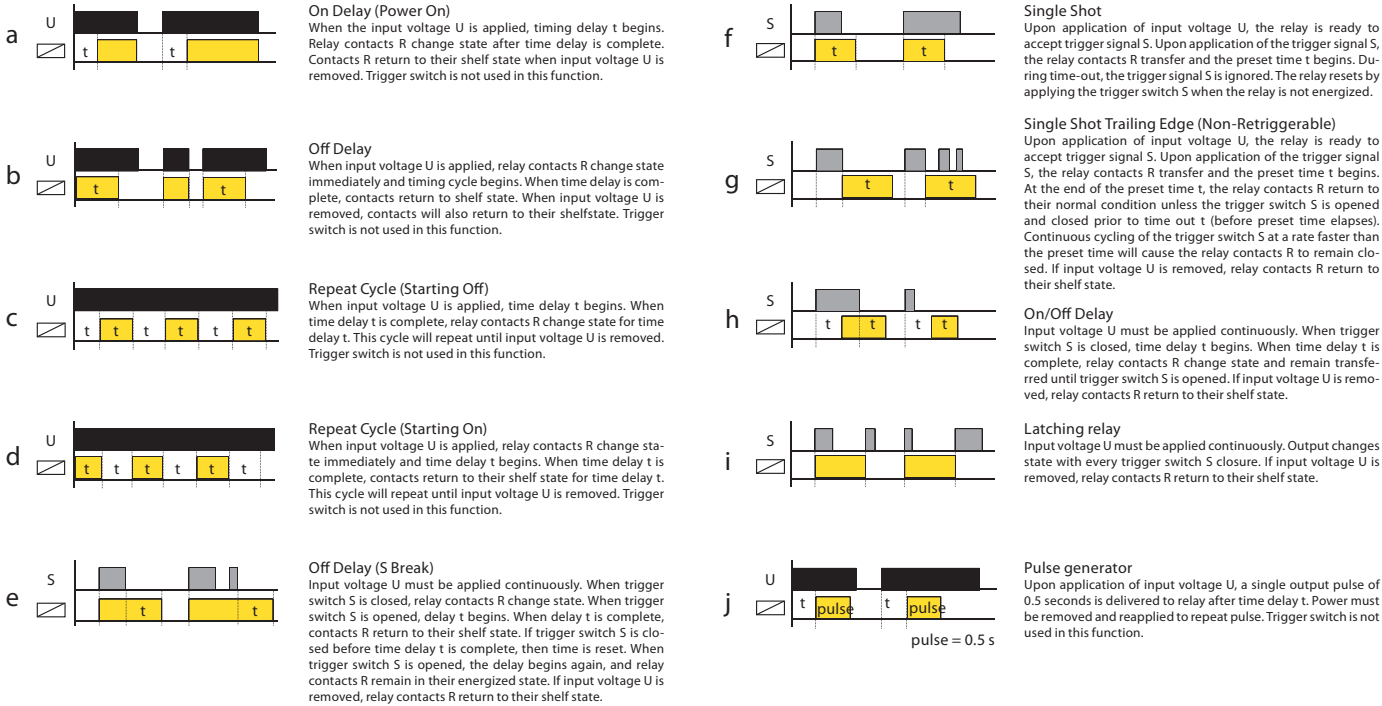 a
U
t
t
On Delay (Power On)
When the input voltage U is applied, timing delay t begins.
Relay contacts R change state after time delay is complete.
Contacts R return to their shelf state when input voltage U is
removed. Trigger switch is not used in this function.
b
U
t
t
Off Delay
When input voltage U is applied, relay contacts R change state
immediately and timing cycle begins. When time delay is com-
plete, contacts return to shelf state. When input voltage U is
removed, contacts will also return to their shelfstate. Trigger
switch is not used in this function.
c
U
t t t t t t
Repeat Cycle (Starting Off)
When input voltage U is applied, time delay t begins. When
time delay t is complete, relay contacts R change state for time
delay t. This cycle will repeat until input voltage U is removed.
Trigger switch is not used in this function.
d
U
t t t t t t
Repeat Cycle (Starting On)
When input voltage U is applied, relay contacts R change sta-
te immediately and time delay t begins. When time delay t is
complete, contacts return to their shelf state for time delay t.
This cycle will repeat until input voltage U is removed. Trigger
switch is not used in this function.
e
S
t
t
Off Delay (S Break)
Input voltage U must be applied continuously. When trigger
switch S is closed, relay contacts R change state. When trigger
switch S is opened, delay t begins. When delay t is complete,
contacts R return to their shelf state. If trigger switch S is clo-
sed before time delay t is complete, then time is reset. When
trigger switch S is opened, the delay begins again, and relay
contacts R remain in their energized state. If input voltage U is
removed, relay contacts R return to their shelf state.
f
S
t
t
Single Shot
Upon application of input voltage U, the relay is ready to
accept trigger signal S. Upon application of the trigger signal S,
the relay contacts R transfer and the preset time t begins. Du-
ring time-out, the trigger signal S is ignored. The relay resets by
applying the trigger switch S when the relay is not energized.
g
S
t
t
Single Shot Trailing Edge (Non-Retriggerable)
Upon application of input voltage U, the relay is ready to
accept trigger signal S. Upon application of the trigger signal
S, the relay contacts R transfer and the preset time t begins.
At the end of the preset time t, the relay contacts R return to
their normal condition unless the trigger switch S is opened
and closed prior to time out t (before preset time elapses).
Continuous cycling of the trigger switch S at a rate faster than
the preset time will cause the relay contacts R to remain clo-
sed. If input voltage U is removed, relay contacts R return to
their shelf state.
h
S
t t t t
On/Off Delay
Input voltage U must be applied continuously. When trigger
switch S is closed, time delay t begins. When time delay t is
complete, relay contacts R change state and remain transfe-
rred until trigger switch S is opened. If input voltage U is remo-
ved, relay contacts R return to their shelf state.
i
S
Latching relay
Input voltage U must be applied continuously. Output changes
state with every trigger switch S closure. If input voltage U is
removed, relay contacts R return to their shelf state.
j
U
t pulse t pulse
pulse = 0.5 s
Pulse generator
Upon application of input voltage U, a single output pulse of
0.5 seconds is delivered to relay after time delay t. Power must
be removed and reapplied to repeat pulse. Trigger switch is not
used in this function.